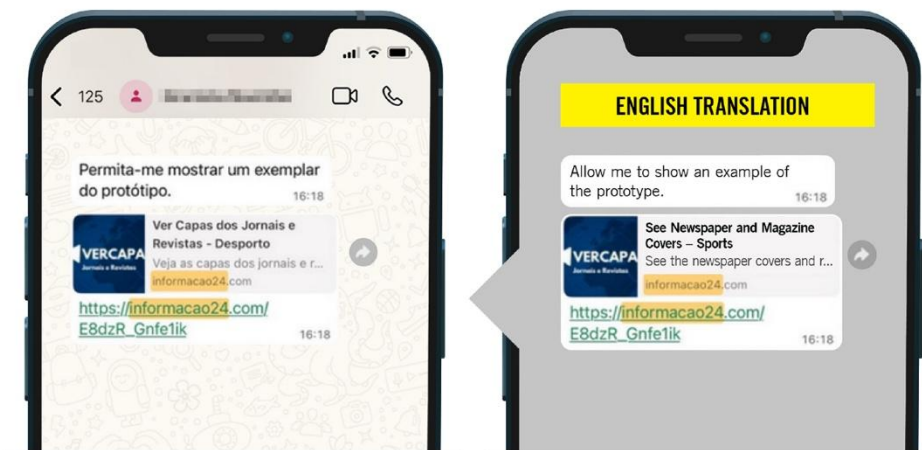 125
Permita-me mostrar um exemplar
do protótipo.
16:18
VERCAPA
Jornais e Revistas
Ver Capas dos Jornais e
Revistas - Desporto
Veja as capas dos jornais e r...
informacao24.com
https://informacao24.com/
E8dzR_Gnfe1ik
16:18
ENGLISH TRANSLATION
Allow me to show an example of
the prototype.
16:18
VERCAPA
Jornais e Revistas
See Newspaper and Magazine
Covers – Sports
See the newspaper covers and r...
informacao24.com
https://informacao24.com/
E8dzR_Gnfe1ik
16:18